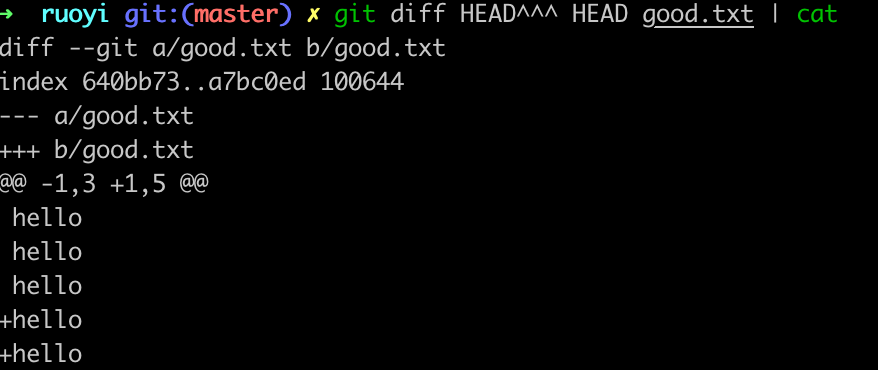 ➜  ruoyi git:(master) ✗ git diff HEAD^^^ HEAD good.txt | cat
diff --git a/good.txt b/good.txt
index 640bb73..a7bc0ed 100644
--- a/good.txt
+++ b/good.txt
@@ -1,3 +1,5 @@
 hello
 hello
 hello
+hello
+hello